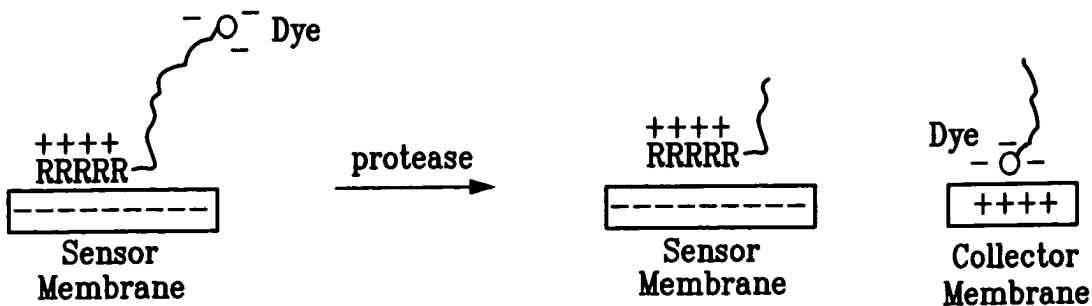 - - - Dye
++++
RRRRR
----------
Sensor
Membrane
protease
++++
RRRRR
----------
Sensor
Membrane
Dye
- - -
++++
Collector
Membrane